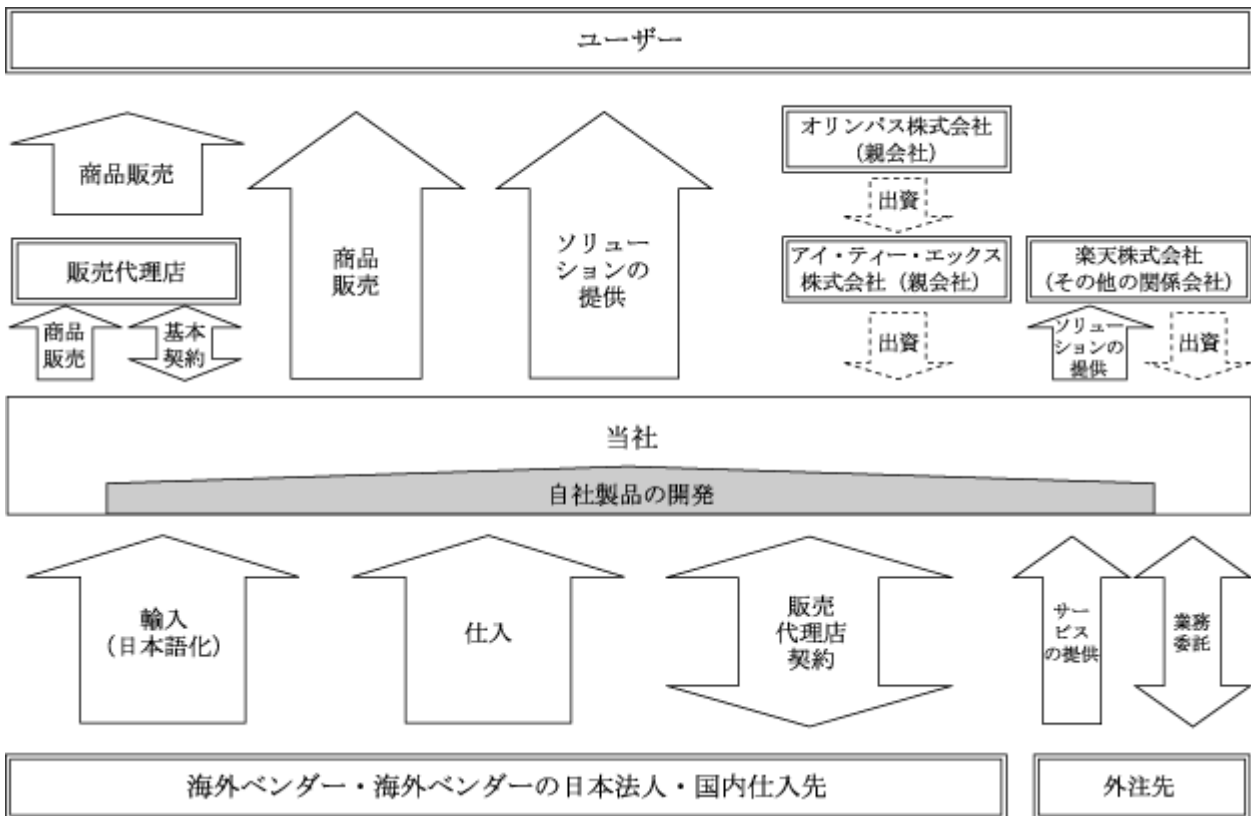 ユーザー
商品販売
商品
販売
ソリュー
ションの
提供
オリンパス株式会社
（親会社）
出資
販売代理店
アイ・ティー・エックス
株式会社（親会社）
楽天株式会社
（その他の関係会社）
商品
販売
基本
契約
出資
ソリュー
ションの
提供
出資
当社
自社製品の開発
輸入
（日本語化）
仕入
販売
代理店
契約
サー
ビス
の提供
業務
委託
海外ベンダー・海外ベンダーの日本法人・国内仕入先
外注先